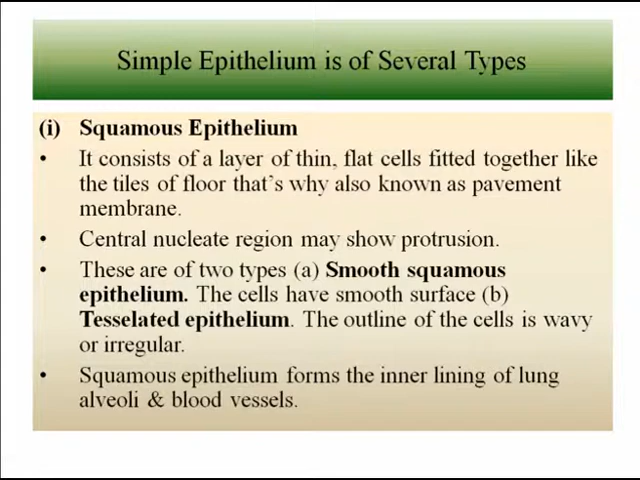 Simple Epithelium is of Several Types
(i) Squamous Epithelium
• It consists of a layer of thin, flat cells fitted together like
the tiles of floor that's why also known as pavement
membrane.
• Central nucleate region may show protrusion.
• These are of two types (a) Smooth squamous
epithelium. The cells have smooth surface (b)
Tesselated epithelium. The outline of the cells is wavy
or irregular.
• Squamous epithelium forms the inner lining of lung
alveoli & blood vessels.